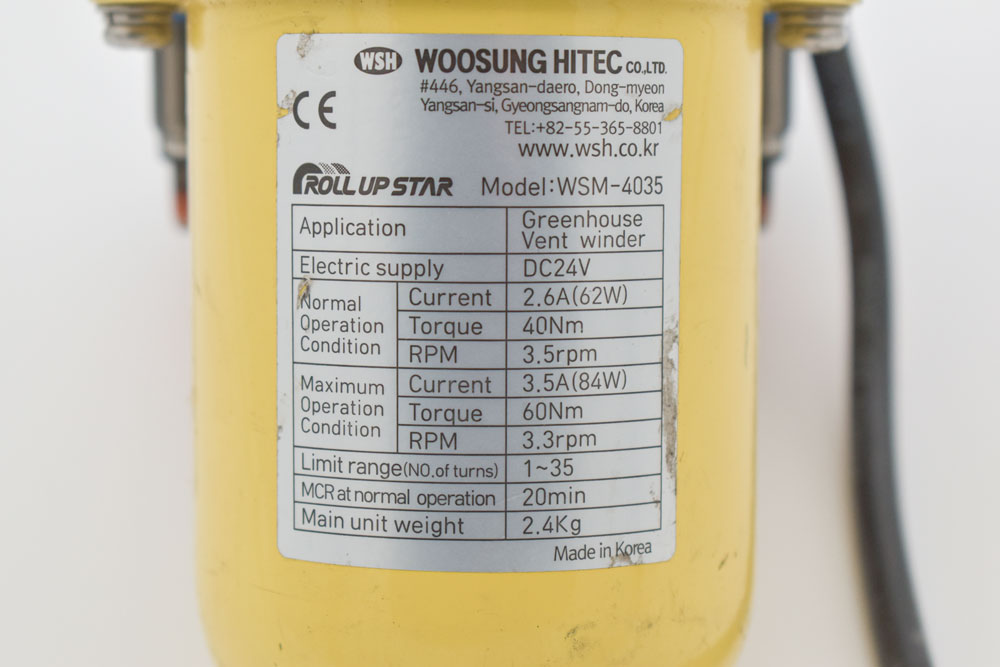 WSH WOOSUNG HITEC CO.,LTD.
#446, Yangsan-daero, Dong-myeon
Yangsan-si, Gyeongsangnam-do, Korea
CE
TEL:+82-55-365-8801
www.wsh.co.kr
ROLL UP STAR Model:WSM-4035
Application Greenhouse
Vent winder
Electric supply DC24V
Normal
Operation
Condition
Current 2.6A(62W)
Torque 40Nm
RPM 3.5rpm
Maximum
Operation
Condition
Current 3.5A(84W)
Torque 60Nm
RPM 3.3rpm
Limit range(NO.of turns) 1~35
MCR at normal operation 20min
Main unit weight 2.4Kg
Made in Korea